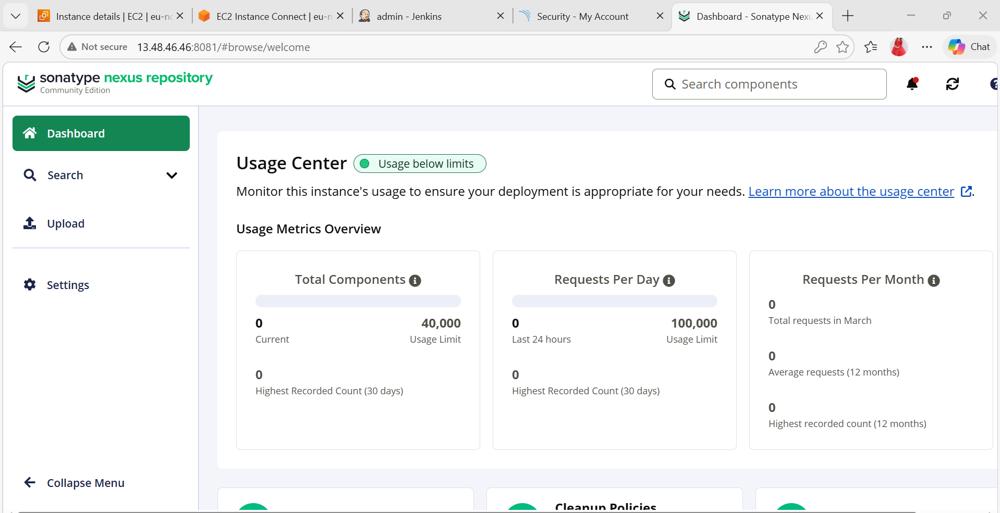 Instance details | EC2 | eu-no
EC2 Instance Connect | eu-n
admin - Jenkins
Security - My Account
Dashboard - Sonatype Nexu
Not secure 13.48.46.46:8081/#browse/welcome
Chat
sonatype nexus repository
Community Edition
Search components
?
Dashboard
Search
Upload
Settings
Collapse Menu
Usage Center
Usage below limits
Monitor this instance's usage to ensure your deployment is appropriate for your needs. Learn more about the usage center.
Usage Metrics Overview
Total Components
0 40,000
Current Usage Limit
0
Highest Recorded Count (30 days)
Requests Per Day
0 100,000
Last 24 hours Usage Limit
0
Highest Recorded Count (30 days)
Requests Per Month
0
Total requests in March
0
Average requests (12 months)
0
Highest recorded count (12 months)
Cleanup Policies